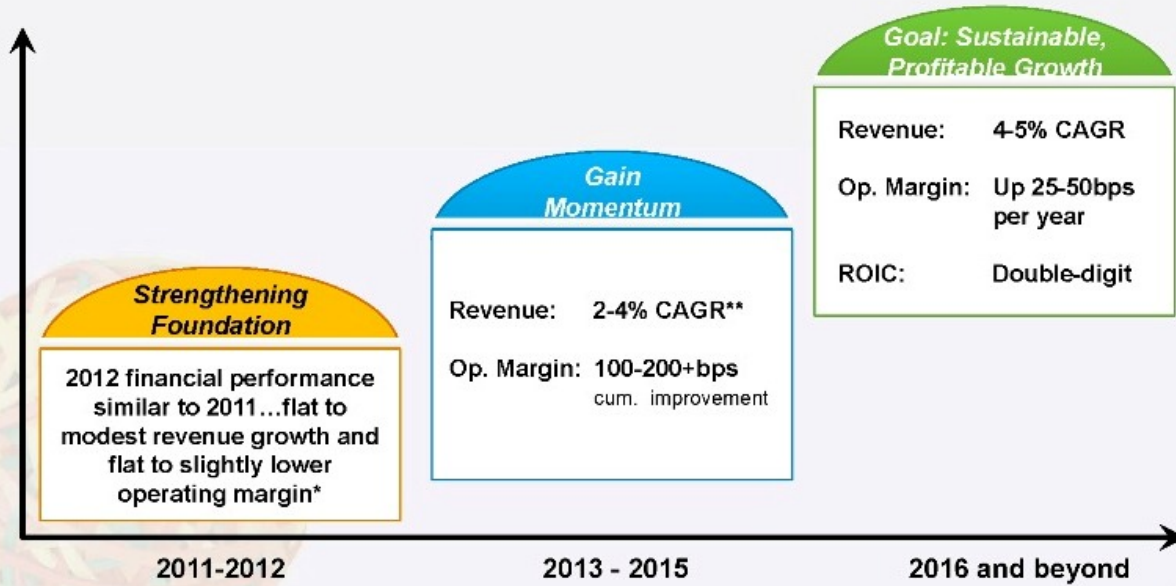 Goal: Sustainable,
Profitable Growth
Revenue: 4-5% CAGR
Op. Margin: Up 25-50bps
per year
ROIC: Double-digit
Gain
Momentum
Revenue: 2-4% CAGR**
Op. Margin: 100-200+bps
cum. improvement
Strengthening
Foundation
2012 financial performance
similar to 2011...flat to
modest revenue growth and
flat to slightly lower
operating margin*
2011-2012
2013 - 2015
2016 and beyond